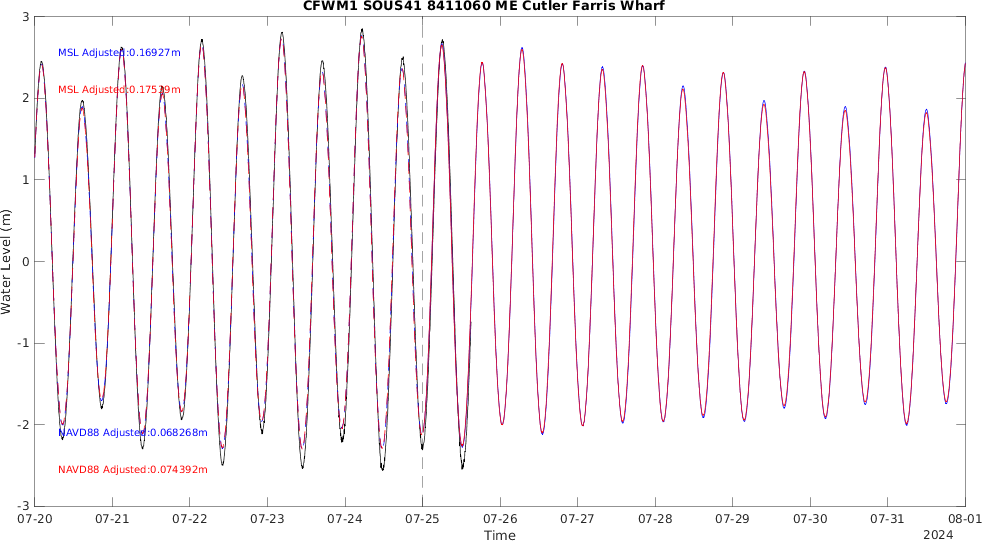 CFWM1 SOUS41 8411060 ME Cutler Farris Wharf
MSL Adjusted:0.16927m
MSL Adjusted:0.17529m
NAVD88 Adjusted:0.068268m
NAVD88 Adjusted:0.074392m
Water Level (m)
3
2
1
0
-1
-2
-3
07-20 07-21 07-22 07-23 07-24 07-25 07-26 07-27 07-28 07-29 07-30 07-31 08-01
Time
2024